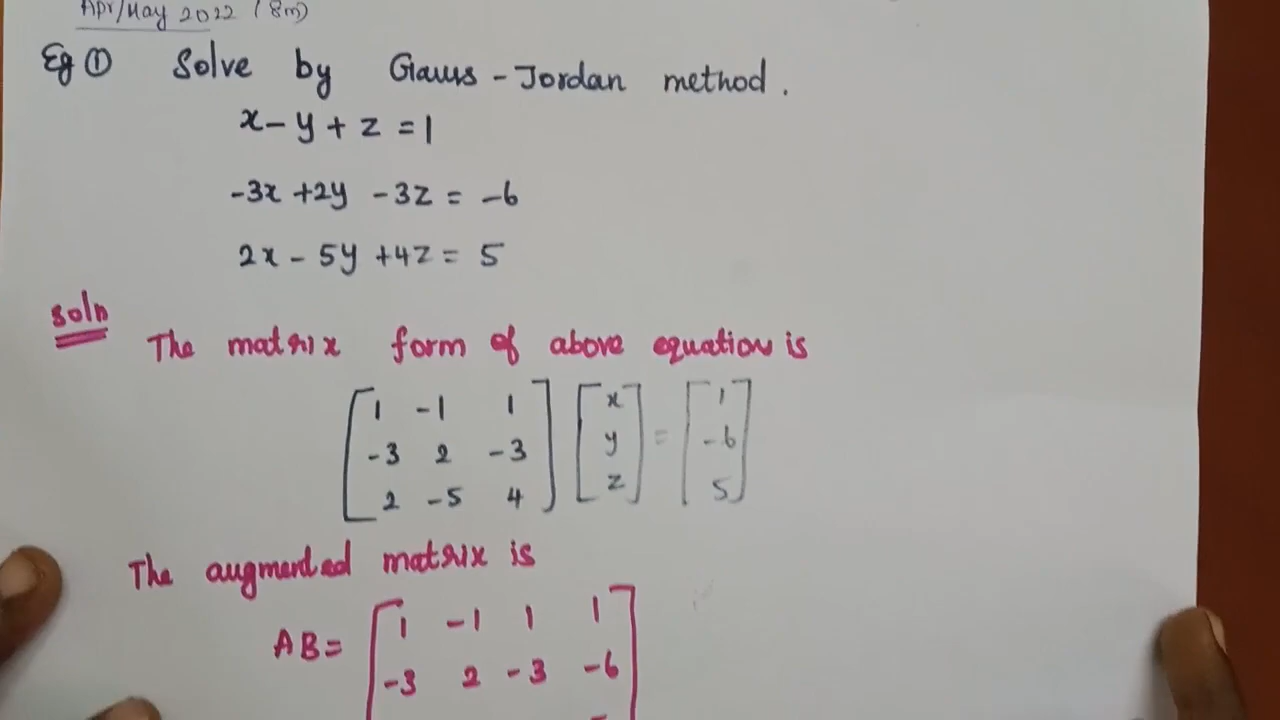 Apr/May 2022 (8m)
Eg ① Solve by Gauss-Jordan method.
x - y + z = 1
-3x + 2y - 3z = -6
2x - 5y + 4z = 5
Soln
The matrix form of above equation is
[1 -1 1] [x] = [1]
[-3 2 -3] [y] = [-6]
[2 -5 4] [z] = [5]
The augmented matrix is
AB = [1 -1 1 1]
[-3 2 -3 -6]